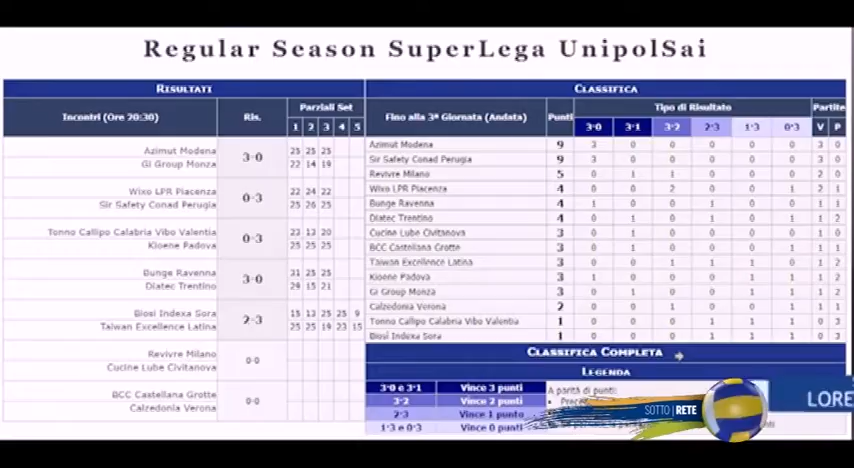 Regular Season SuperLega UnipolSai
Risultati
Incontri (Ore 20:30) Ris. Parziali Set
1 2 3 4 5
Azimut Modena 3-0 25 25 25
Gi Group Monza 22 14 19
Wixo LPR Piacenza 0-3 22 24 22
Sir Safety Conad Perugia 25 26 25
Tonno Callipo Calabria Vibo Valentia 0-3 23 13 20
Kioene Padova 25 25 25
Bunge Ravenna 3-0 31 25 25
Diatec Trentino 29 15 21
Biosì Indexa Sora 2-3 15 13 25 25 9
Taiwan Excellence Latina 25 25 19 23 15
Revivre Milano 0-0
Cucine Lube Civitanova
BCC Castellana Grotte 0-0
Calzedonia Verona
Classifica
Fino alla 3ª Giornata (Andata) Punti Tipo di Risultato Partite
3-0 3-1 3-2 2-3 1-3 0-3 V P
Azimut Modena 9 3 0 0 0 0 0 3 0
Sir Safety Conad Perugia 9 3 0 0 0 0 0 3 0
Revivre Milano 5 0 1 1 0 0 0 2 0
Wixo LPR Piacenza 4 0 0 2 0 0 1 2 1
Bunge Ravenna 4 1 0 0 1 0 0 1 1
Diatec Trentino 4 0 1 0 1 0 1 1 2
Cucine Lube Civitanova 3 0 1 0 0 0 0 1 0
BCC Castellana Grotte 3 0 1 0 0 0 1 1 1
Taiwan Excellence Latina 3 0 0 1 1 1 0 1 2
Kioene Padova 3 1 0 0 0 1 1 1 2
Gi Group Monza 3 0 1 0 0 1 1 1 2
Calzedonia Verona 2 0 0 1 0 0 1 1 1
Tonno Callipo Calabria Vibo Valentia 1 0 0 0 1 1 1 0 3
Biosì Indexa Sora 1 0 0 0 1 1 1 0 3
Classifica Completa
Legenda
3-0 e 3-1 Vince 3 punti
3-2 Vince 2 punti
2-3 Vince 1 punto
1-3 e 0-3 Vince 0 punti
A parità di punti:
SOTTO RETE
LORE